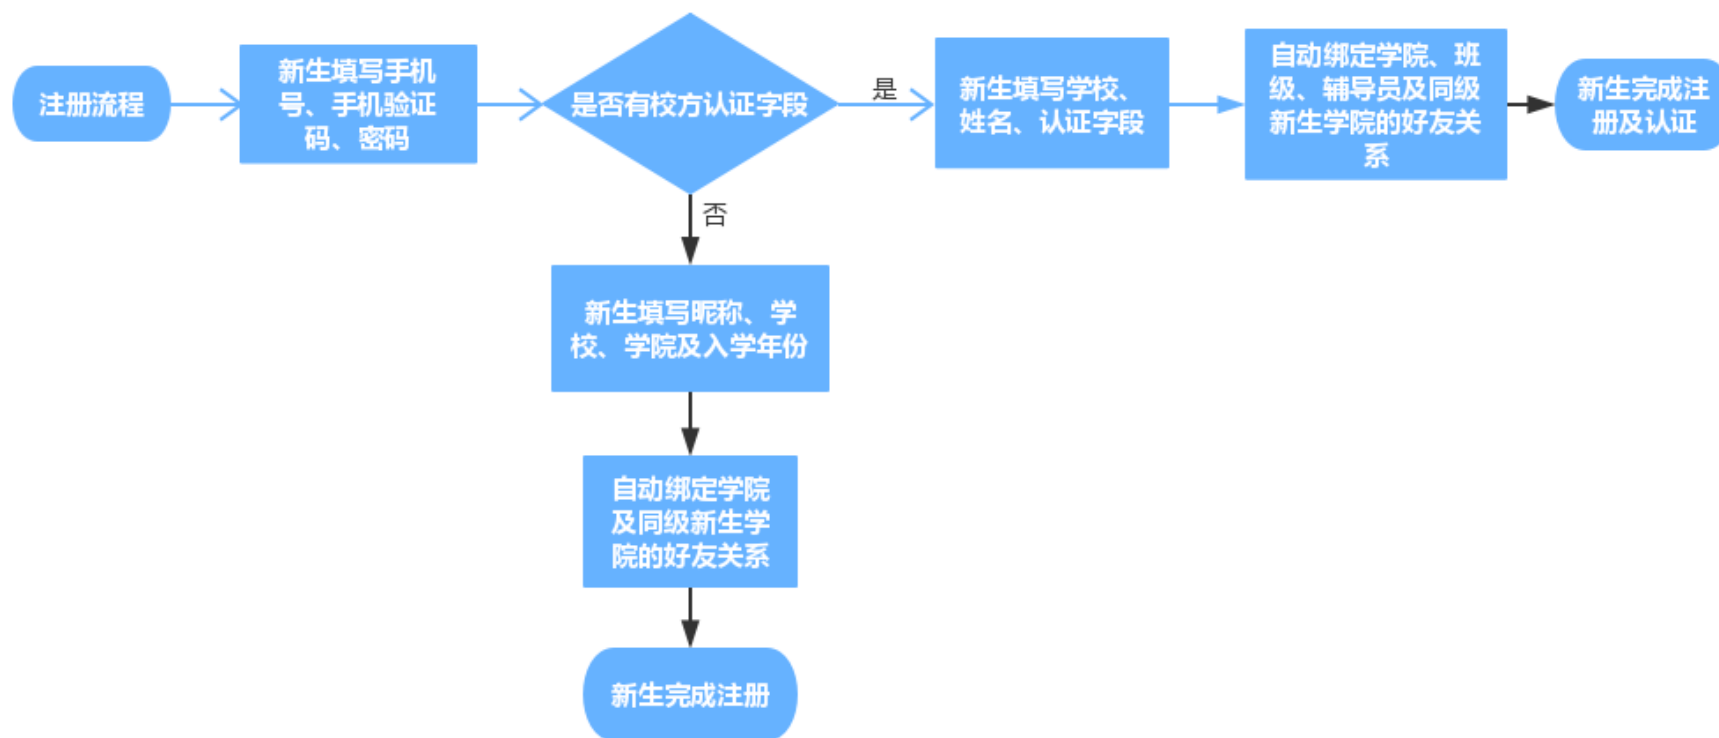 注册流程
新生填写手机
号、手机验证
码、密码
是否有校方认证字段
是
新生填写学校、
姓名、认证字段
自动绑定学院、班
级、辅导员及同级
新生学院的好友关
系
新生完成注
册及认证
否
新生填写昵称、学
校、学院及入学年份
自动绑定学院
及同级新生学
院的好友关系
新生完成注册